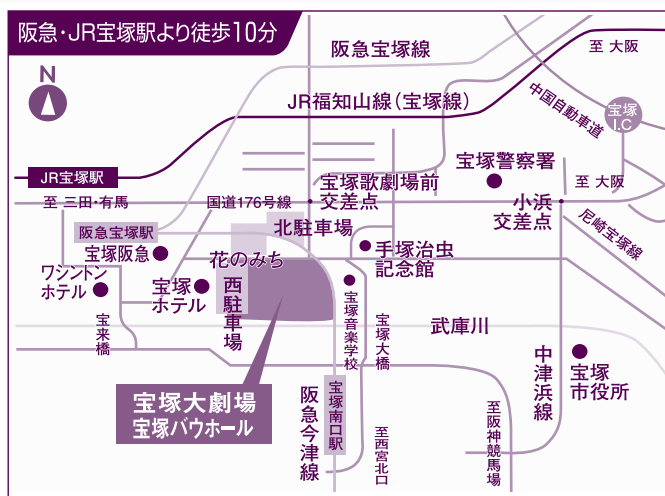 阪急・JR宝塚駅より徒歩10分
阪急宝塚線
至 大阪
N
JR福知山線(宝塚線)
中国自動車道
宝塚
I.C
JR宝塚駅
宝塚歌劇場前
交差点
宝塚警察署
至 大阪
至 三田・有馬
国道176号線
小浜
交差点
尼崎宝塚線
阪急宝塚駅
北駐車場
宝塚阪急
花のみち
手塚治虫
記念館
ワシントン
ホテル
宝塚
ホテル
西駐車場
宝塚音楽学校
宝塚大橋
武庫川
宝来橋
中津浜線
宝塚
市役所
宝塚大劇場
宝塚バウホール
阪急今津線
宝塚南口駅
至西宮北口
至阪神競馬場